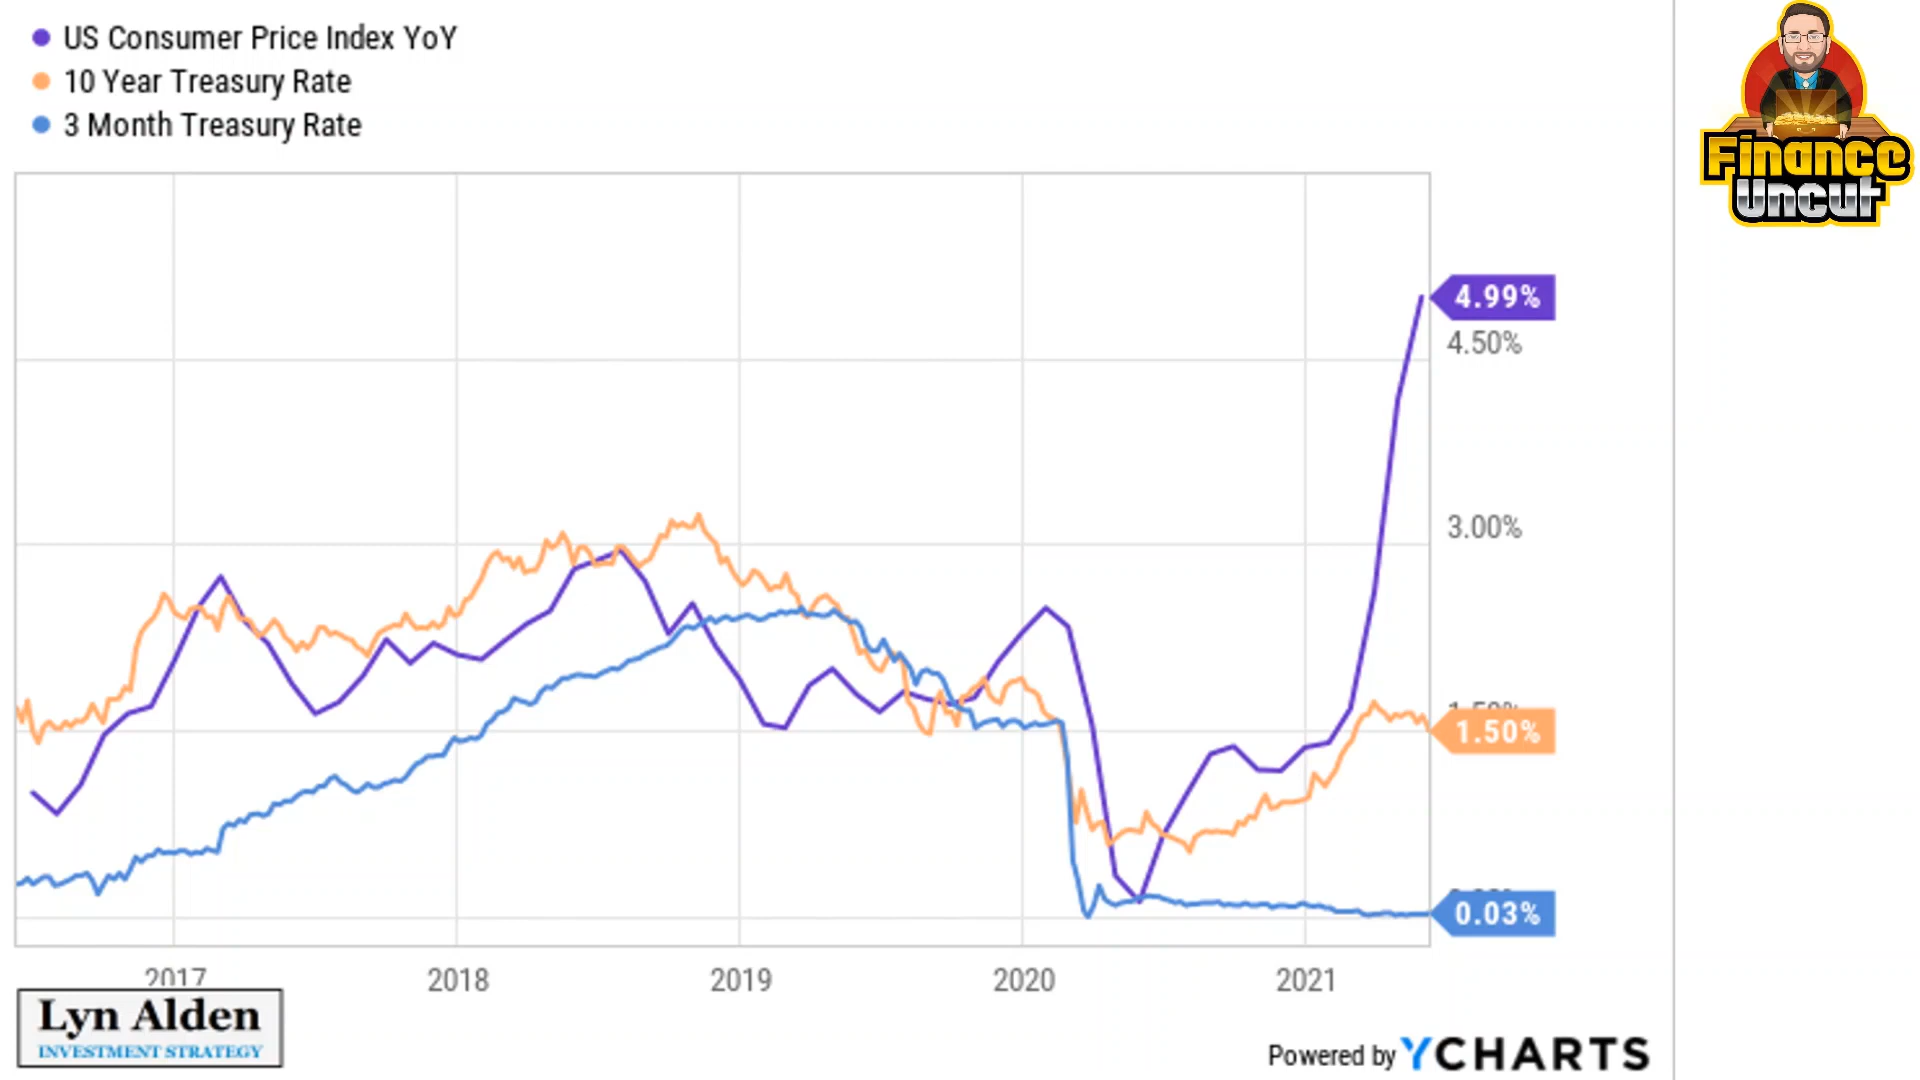 US Consumer Price Index YoY
10 Year Treasury Rate
3 Month Treasury Rate
Finance
Uncut
4.99%
4.50%
3.00%
1.50%
0.03%
2017 2018 2019 2020 2021
Lyn Alden
INVESTMENT STRATEGY
Powered by YCHARTS